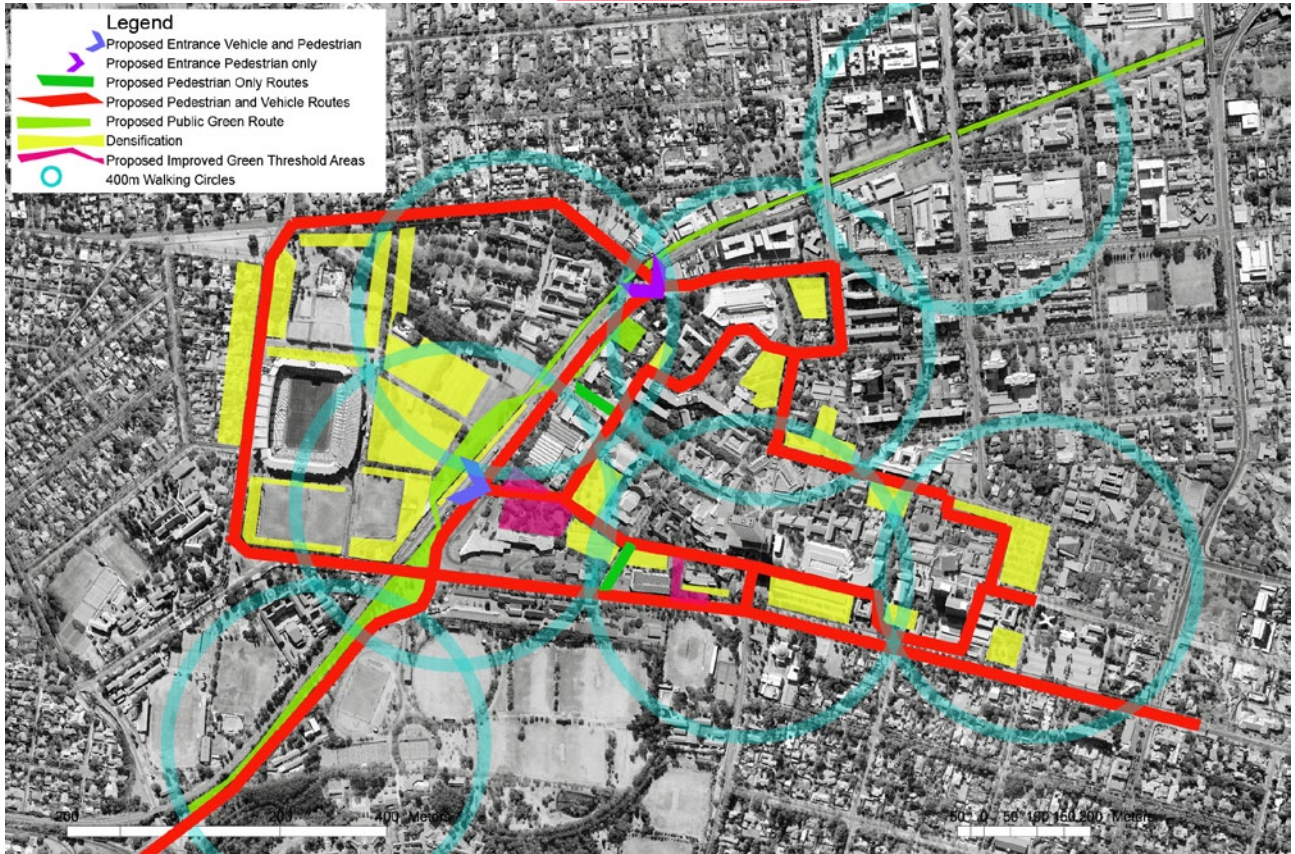 Legend
Proposed Entrance Vehicle and Pedestrian
Proposed Entrance Pedestrian only
Proposed Pedestrian Only Routes
Proposed Pedestrian and Vehicle Routes
Proposed Public Green Route
Densification
Proposed Improved Green Threshold Areas
400m Walking Circles
200 0 200 400 Meters
50 0 50 100 150 200 Meters